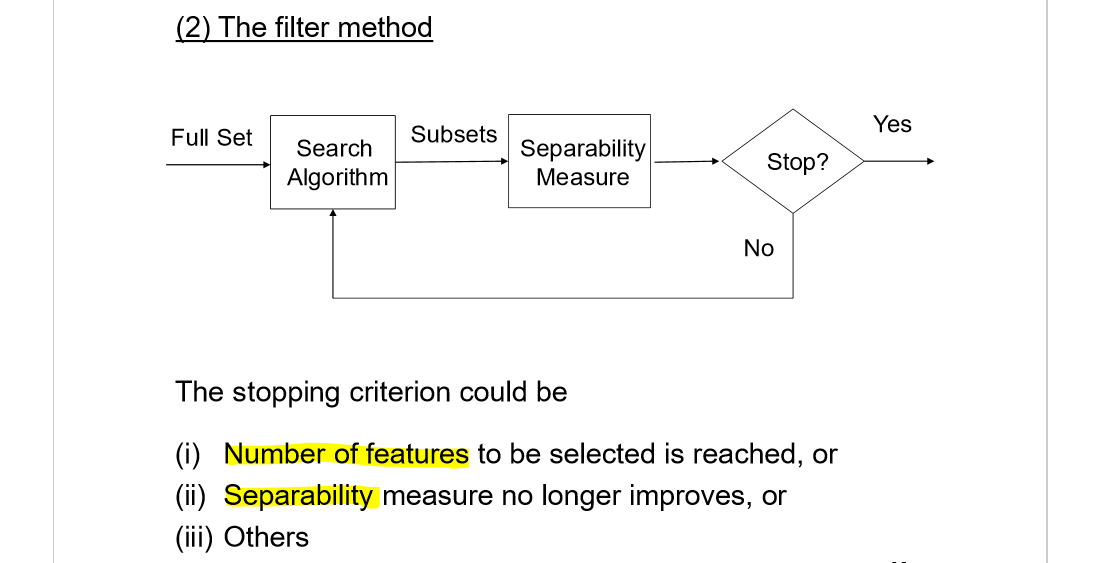 (2) The filter method
Full Set
Search
Algorithm
Subsets
Separability
Measure
Stop?
Yes
No
The stopping criterion could be
(i) Number of features to be selected is reached, or
(ii) Separability measure no longer improves, or
(iii) Others